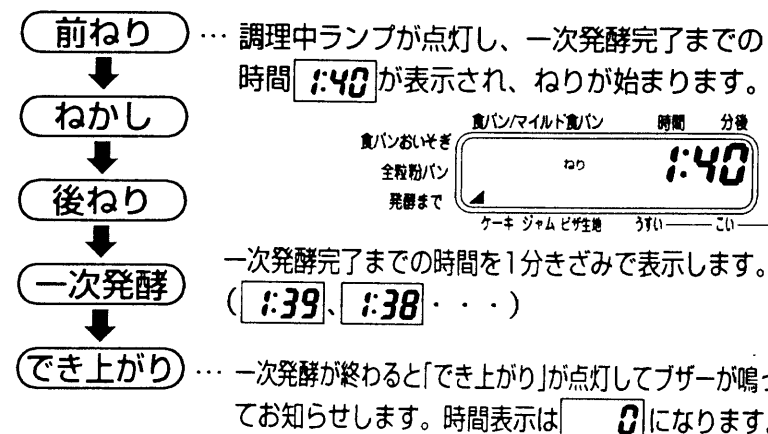 前ねり … 調理中ランプが点灯し、一次発酵完了までの
時間 1:40 が表示され、ねりが始まります。
ねかし
食パン/マイルド食パン 時間 分後
食パンおいそぎ
全粒粉パン ねり 1:40
発酵まで
ケーキ ジャム ピザ生地 うすい こい
後ねり
一次発酵完了までの時間を1分きざみで表示します。
一次発酵
( 1:39、1:38・・・)
でき上がり … 一次発酵が終わると「でき上がり」が点灯してブザーが鳴っ
てお知らせします。時間表示は 0 になります。